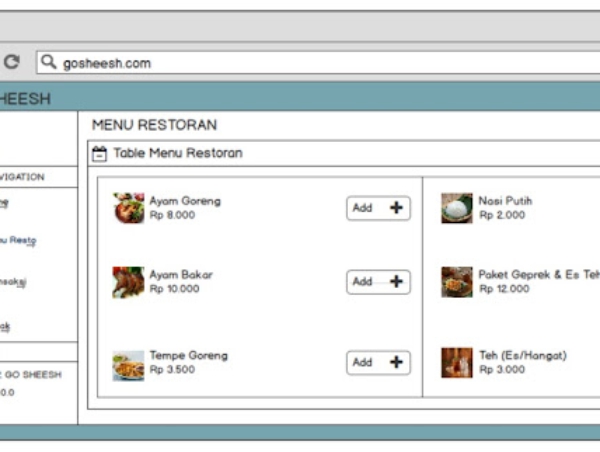 gosheesh.com
HEESH
MENU RESTORAN
Table Menu Restoran
VIGATION
nu Resto
nsaksi
: GO SHEESH
0.0
Ayam Goreng
Rp 8.000
Add
Ayam Bakar
Rp 10.000
Add
Tempe Goreng
Rp 3.500
Add
Nasi Putih
Rp 2.000
Paket Geprek & Es Teh
Rp 12.000
Teh (Es/Hangat)
Rp 3.000